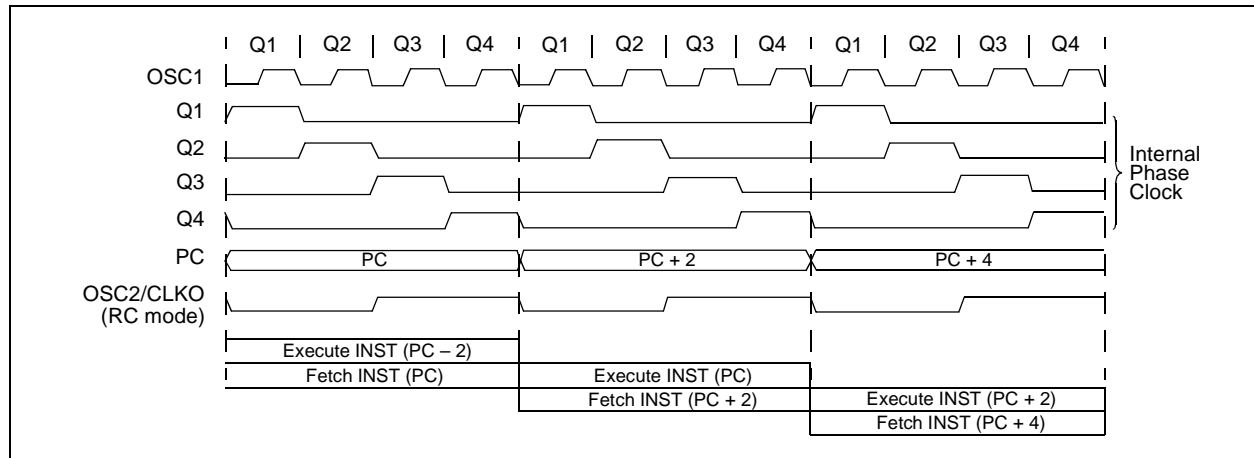 Q1 Q2 Q3 Q4 Q1 Q2 Q3 Q4 Q1 Q2 Q3 Q4
OSC1
Q1
Q2
Q3
Q4
Internal
Phase
Clock
PC
PC
PC + 2
PC + 4
OSC2/CLKO
(RC mode)
Execute INST (PC – 2)
Fetch INST (PC)
Execute INST (PC)
Fetch INST (PC + 2)
Execute INST (PC + 2)
Fetch INST (PC + 4)